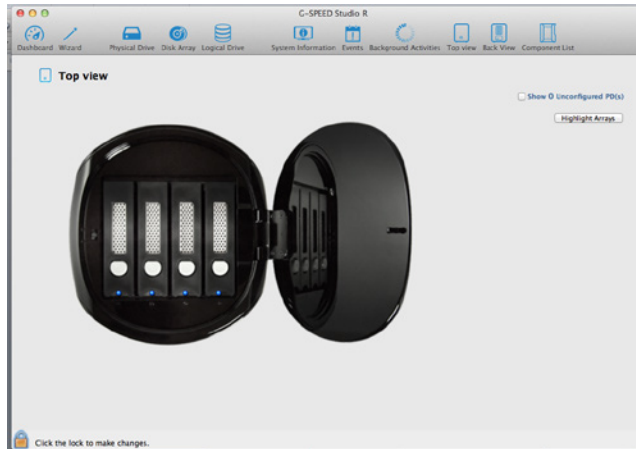 G-SPEED Studio R
Dashboard Wizard Physical Drive Disk Array Logical Drive System Information Events Background Activities Top view Back View Component List
Top view
Show 0 Unconfigured PD(s)
Highlight Arrays
Click the lock to make changes.